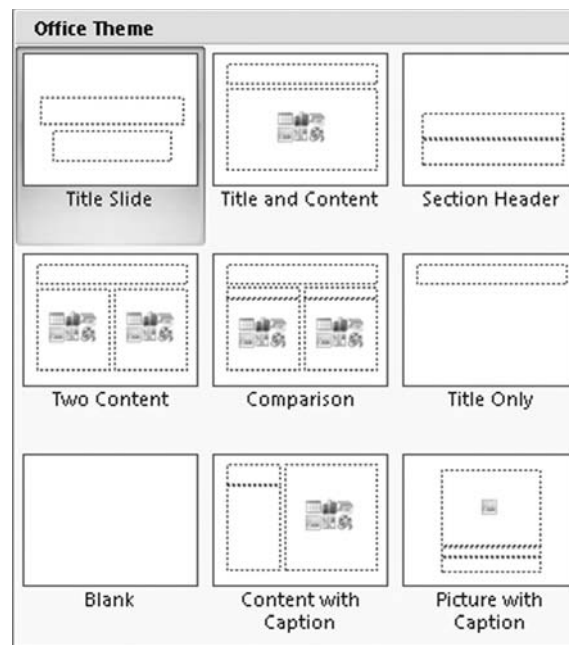 Office Theme
Title Slide
Title and Content
Section Header
Two Content
Comparison
Title Only
Blank
Content with
Caption
Picture with
Caption